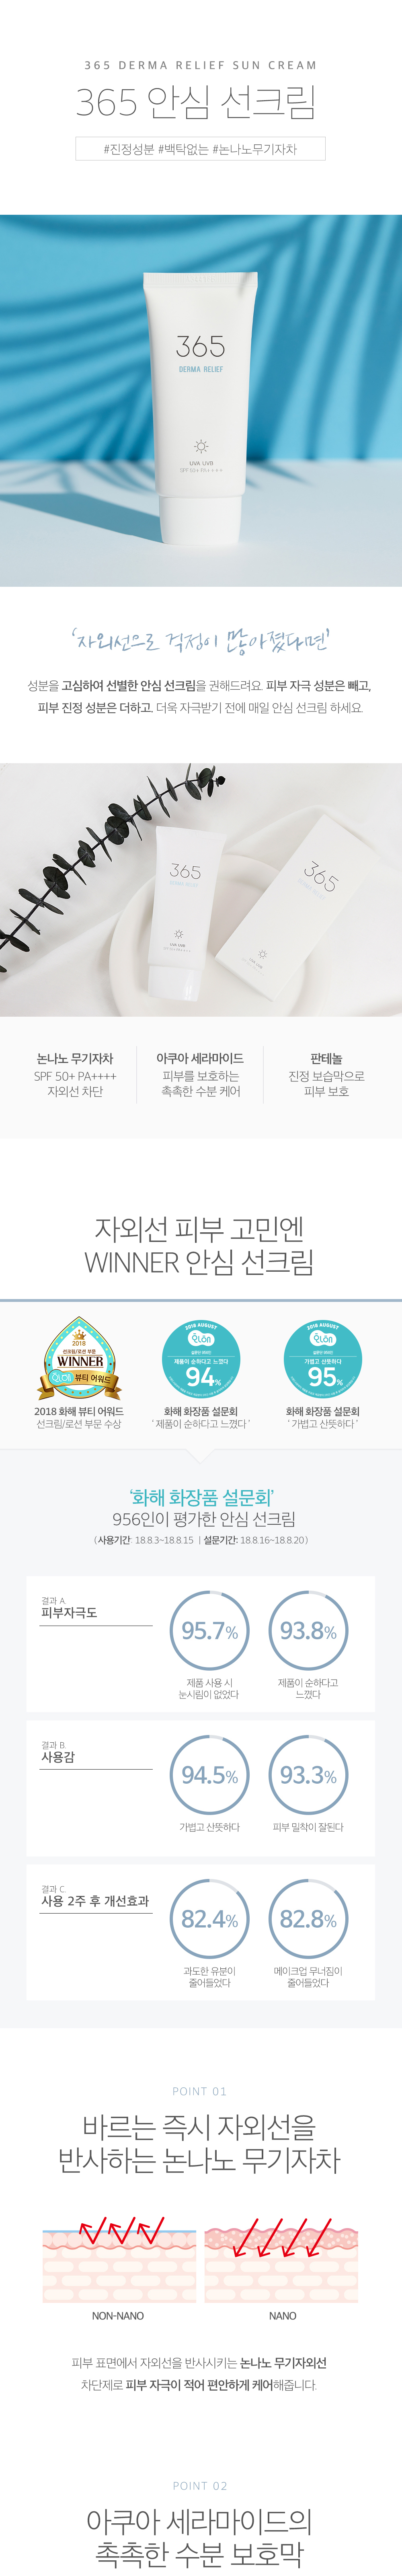 365 DERMA RELIEF SUN CREAM
365 안심 선크림
#진정성분 #백탁없는 #논나노무기자차
365
DERMA RELIEF
UVA UVB
SPF 50+ PA++++
‘자외선으로 걱정이 많아졌다면’
성분을 고심하여 선별한 안심 선크림을 권해드려요. 피부 자극 성분은 빼고,
피부 진정 성분은 더하고. 더욱 자극받기 전에 매일 안심 선크림 하세요.
365
DERMA RELIEF
UVA UVB
365
논나노 무기자차
SPF 50+ PA++++
자외선 차단
아쿠아 세라마이드
피부를 보호하는
촉촉한 수분 케어
판테놀
진정 보습막으로
피부 보호
자외선 피부 고민엔
WINNER 안심 선크림
2018
선크림/로션 부문
WINNER
뷰티 어워드
2018 화해 뷰티 어워드
선크림/로션 부문 수상
2018 AUGUST
제품이 순하다고 느꼈다
94%
화해 화장품 설문회
‘ 제품이 순하다고 느꼈다 ’
2018 AUGUST
가볍고 산뜻하다
95%
화해 화장품 설문회
‘ 가볍고 산뜻하다 ’
‘화해 화장품 설문회’
956인이 평가한 안심 선크림
( 사용기간: 18.8.3~18.8.15 | 설문기간: 18.8.16~18.8.20 )
결과 A.
피부자극도
95.7%
제품 사용 시
눈시림이 없었다
93.8%
제품이 순하다고
느꼈다
결과 B.
사용감
94.5%
가볍고 산뜻하다
93.3%
피부 밀착이 잘된다
결과 C.
사용 2주 후 개선효과
82.4%
과도한 유분이
줄어들었다
82.8%
메이크업 무너짐이
줄어들었다
POINT 01
바르는 즉시 자외선을
반사하는 논나노 무기자차
NON-NANO
NANO
피부 표면에서 자외선을 반사시키는 논나노 무기자외선
차단제로 피부 자극이 적어 편안하게 케어해줍니다.
POINT 02
아쿠아 세라마이드의
촉촉한 수분 보호막